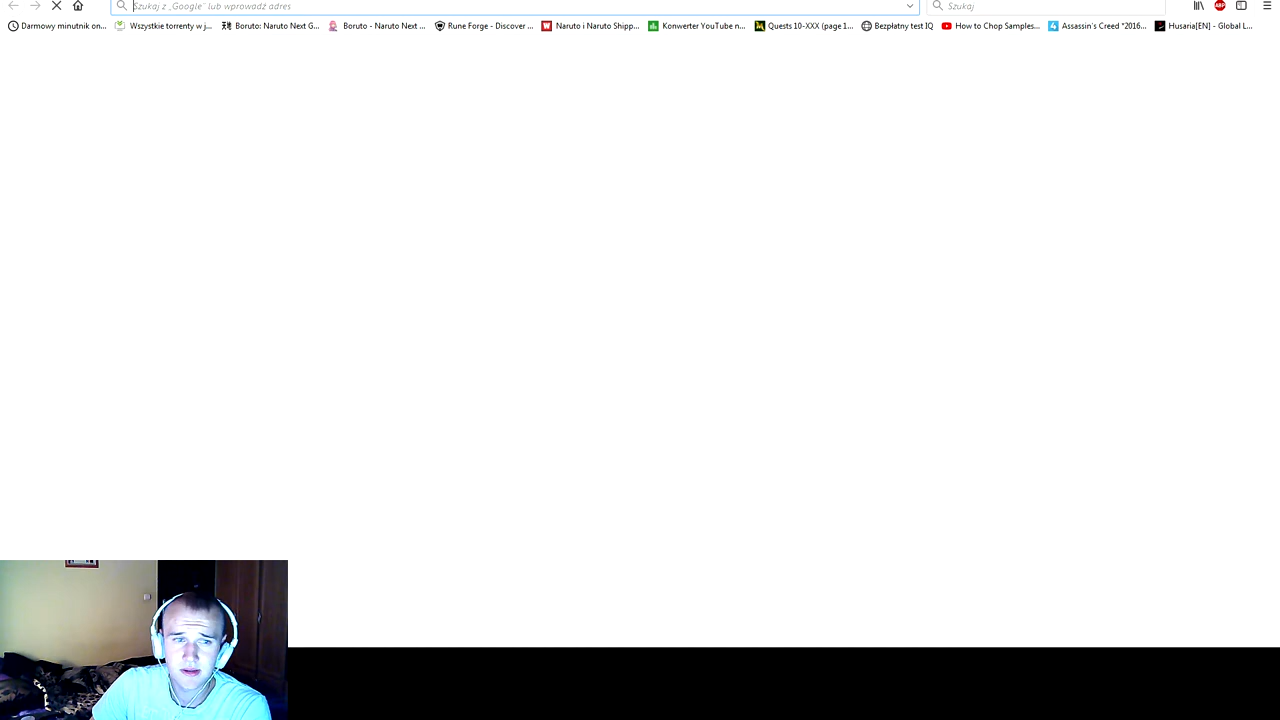 Szukaj z „Google” lub wprowadź adres
Szukaj
ABP
Darmowy minutnik on...
Wszystkie torrenty w j...
Boruto: Naruto Next G...
Boruto - Naruto Next ...
Rune Forge - Discover ...
W Naruto i Naruto Shipp...
Konwerter YouTube n...
Quests 10-XXX (page 1...
Bezpłatny test IQ
How to Chop Samples...
4 Assassin's Creed "2016...
Husaria[EN] - Global L...